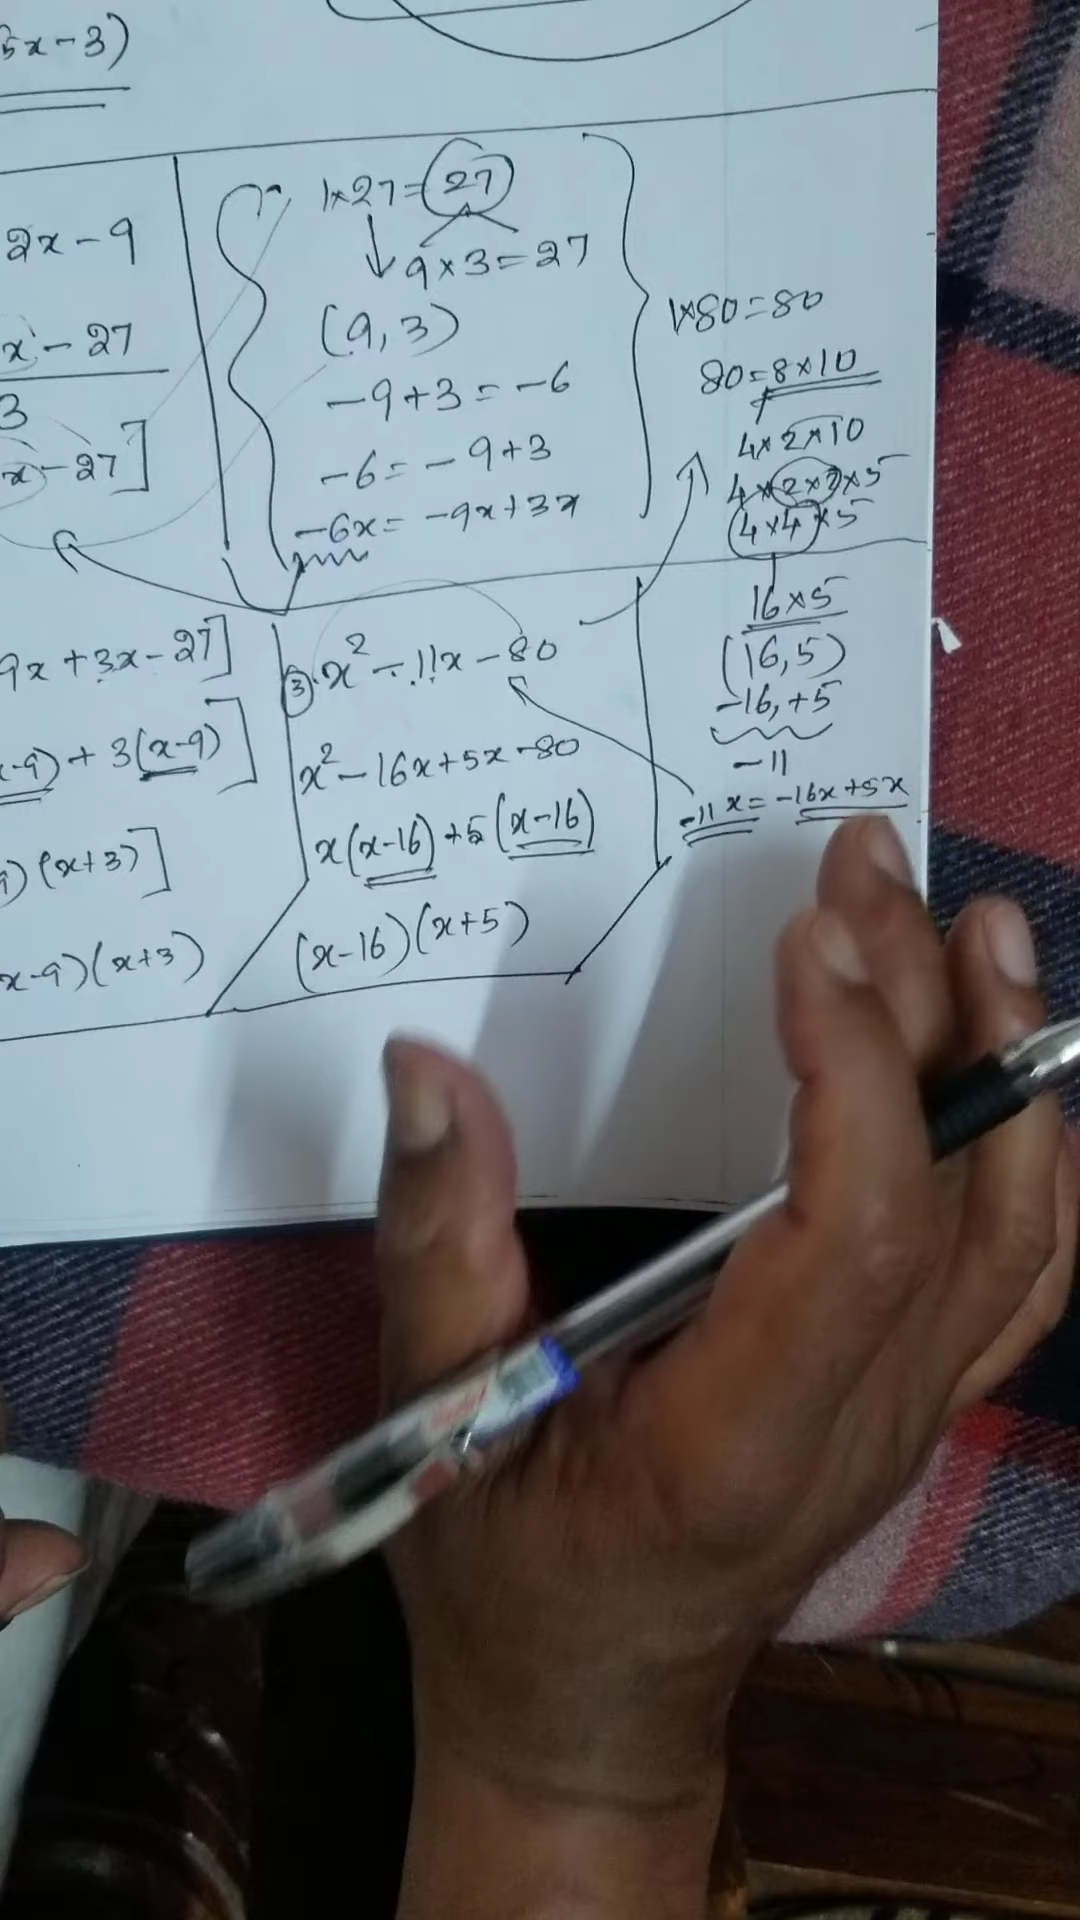 5x-3)
2x-9
x-27
3
x-27]
9x+3x-27]
x-9)+3(x-9)]
)(x+3)]
x-9)(x+3)
1×27=27
9×3=27
(9,3)
-9+3=-6
-6=-9+3
-6x=-9x+3x
1×80=80
80=8×10
4×2×10
4×2×2×5
(4×4)×5
16×5
(16,5)
-16,+5
-11
-11x=-16x+5x
③.x²-11x-80
x²-16x+5x-80
x(x-16)+5(x-16)
(x-16)(x+5)